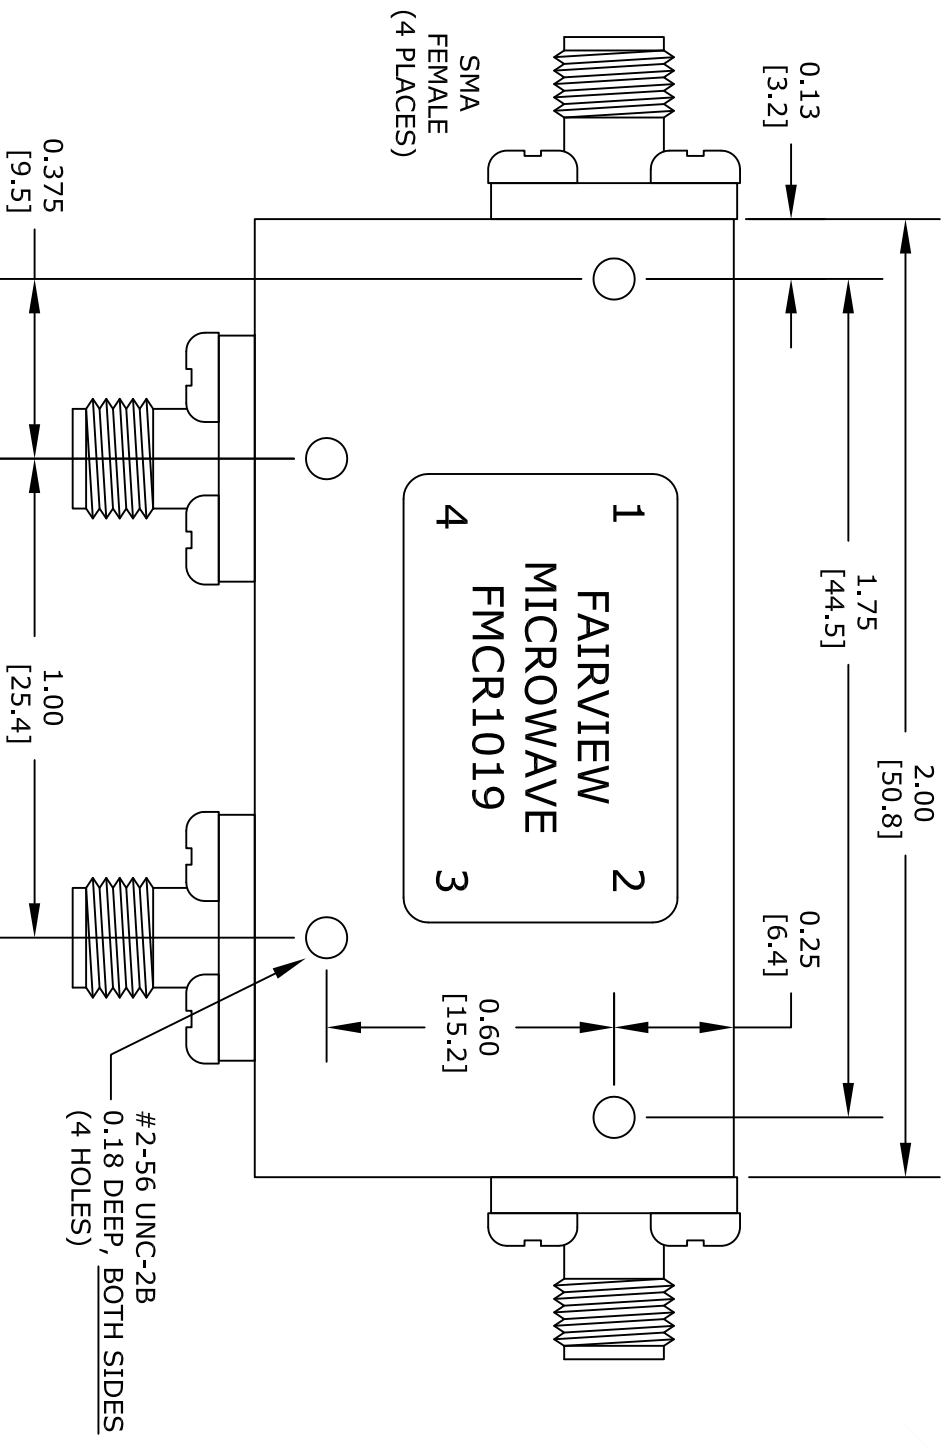 2.00
[50.8]
1.75
[44.5]
0.13
[3.2]
0.25
[6.4]
SMA
FEMALE
(4 PLACES)
1
2
FAIRVIEW
MICROWAVE
FMCR1019
4
3
0.60
[15.2]
0.375
[9.5]
1.00
[25.4]
#2-56 UNC-2B
0.18 DEEP, BOTH SIDES
(4 HOLES)